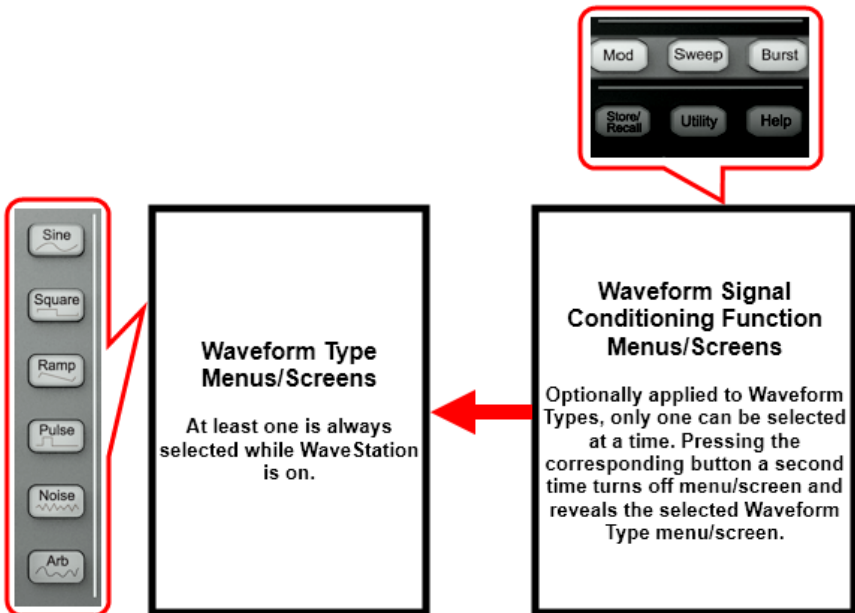 Mod Sweep Burst
Store/
Recall Utility Help
Sine
Square
Ramp
Pulse
Noise
Arb
Waveform Type
Menus/Screens
At least one is always
selected while WaveStation
is on.
Waveform Signal
Conditioning Function
Menus/Screens
Optionally applied to Waveform
Types, only one can be selected
at a time. Pressing the
corresponding button a second
time turns off menu/screen and
reveals the selected Waveform
Type menu/screen.